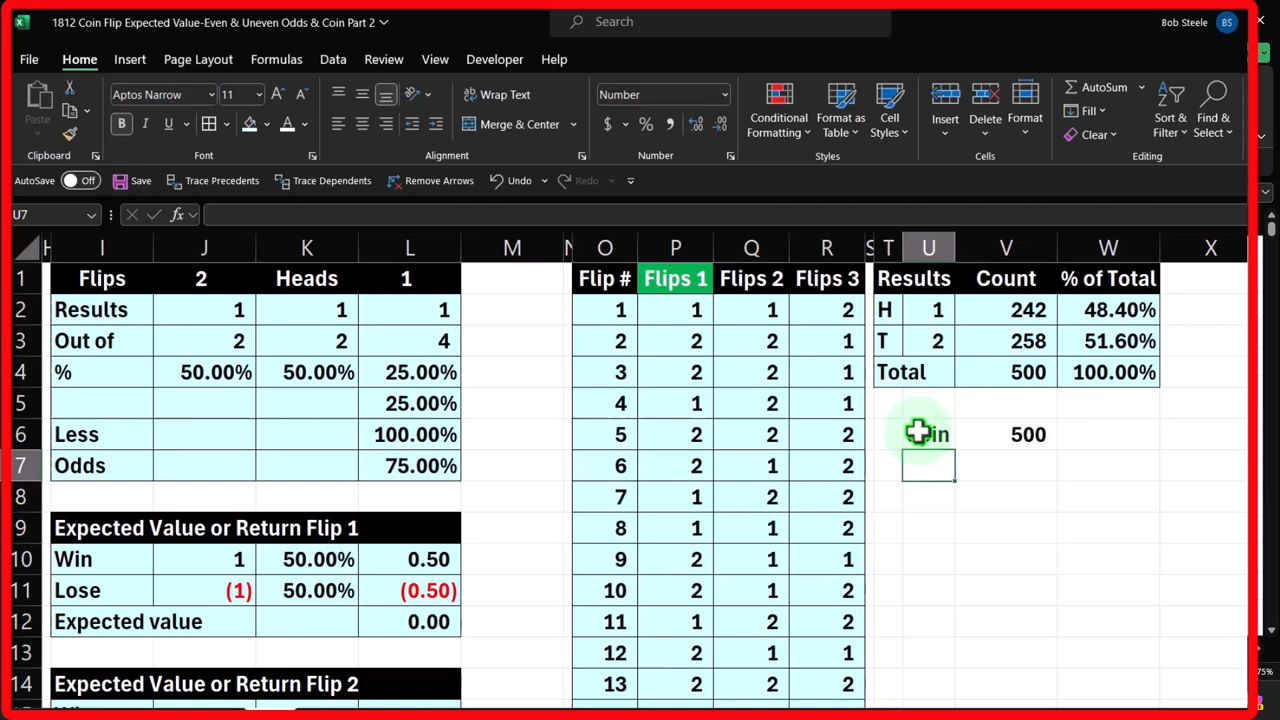 1812 Coin Flip Expected Value-Even & Uneven Odds & Coin Part 2
Search
Bob Steele BS
File Home Insert Page Layout Formulas Data Review View Developer Help
Paste
Aptos Narrow 11
B I U
Wrap Text
Merge & Center
Number
$ % 9
Conditional Formatting
Format as Table
Cell Styles
Insert Delete Format
AutoSum
Fill
Clear
Sort & Filter
Find & Select
Clipboard Font Alignment Number Styles Cells Editing
AutoSave Off Save Trace Precedents Trace Dependents Remove Arrows Undo Redo
U7 fx
I J K L M N O P Q R S T U V W X
1 Flips 2 Heads 1 Flip # Flips 1 Flips 2 Flips 3 Results Count % of Total
2 Results 1 1 1 1 1 1 2 H 1 242 48.40%
3 Out of 2 2 4 2 2 2 1 T 2 258 51.60%
4 % 50.00% 50.00% 25.00% 3 2 2 1 Total 500 100.00%
5 25.00% 4 1 2 1
6 Less 100.00% 5 2 2 2 in 500
7 Odds 75.00% 6 2 1 2
8 7 1 2 2
9 Expected Value or Return Flip 1 8 1 1 2
10 Win 1 50.00% 0.50 9 2 1 1
11 Lose (1) 50.00% (0.50) 10 2 1 2
12 Expected value 0.00 11 1 2 2
13 12 2 1 1
14 Expected Value or Return Flip 2 13 2 2 2
75%